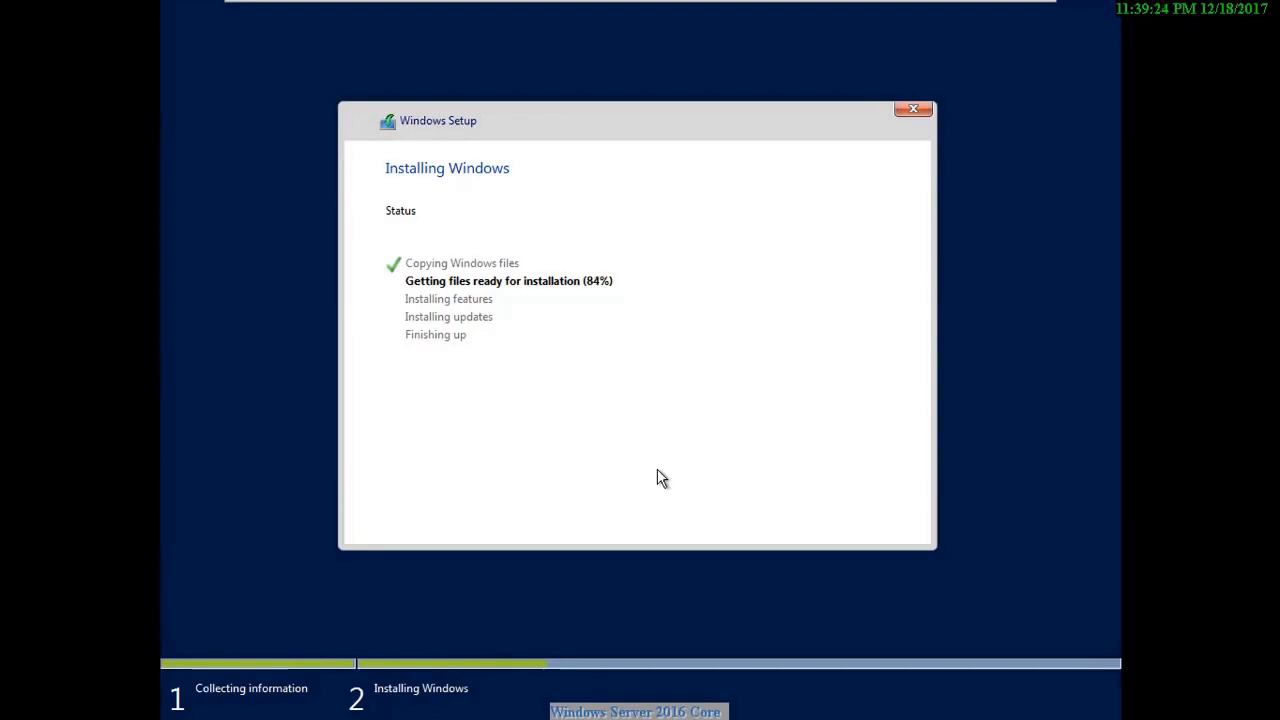 11:39:24 PM 12/18/2017
Windows Setup
Installing Windows
Status
Copying Windows files
Getting files ready for installation (84%)
Installing features
Installing updates
Finishing up
1 Collecting information
2 Installing Windows
Windows Server 2016 Core